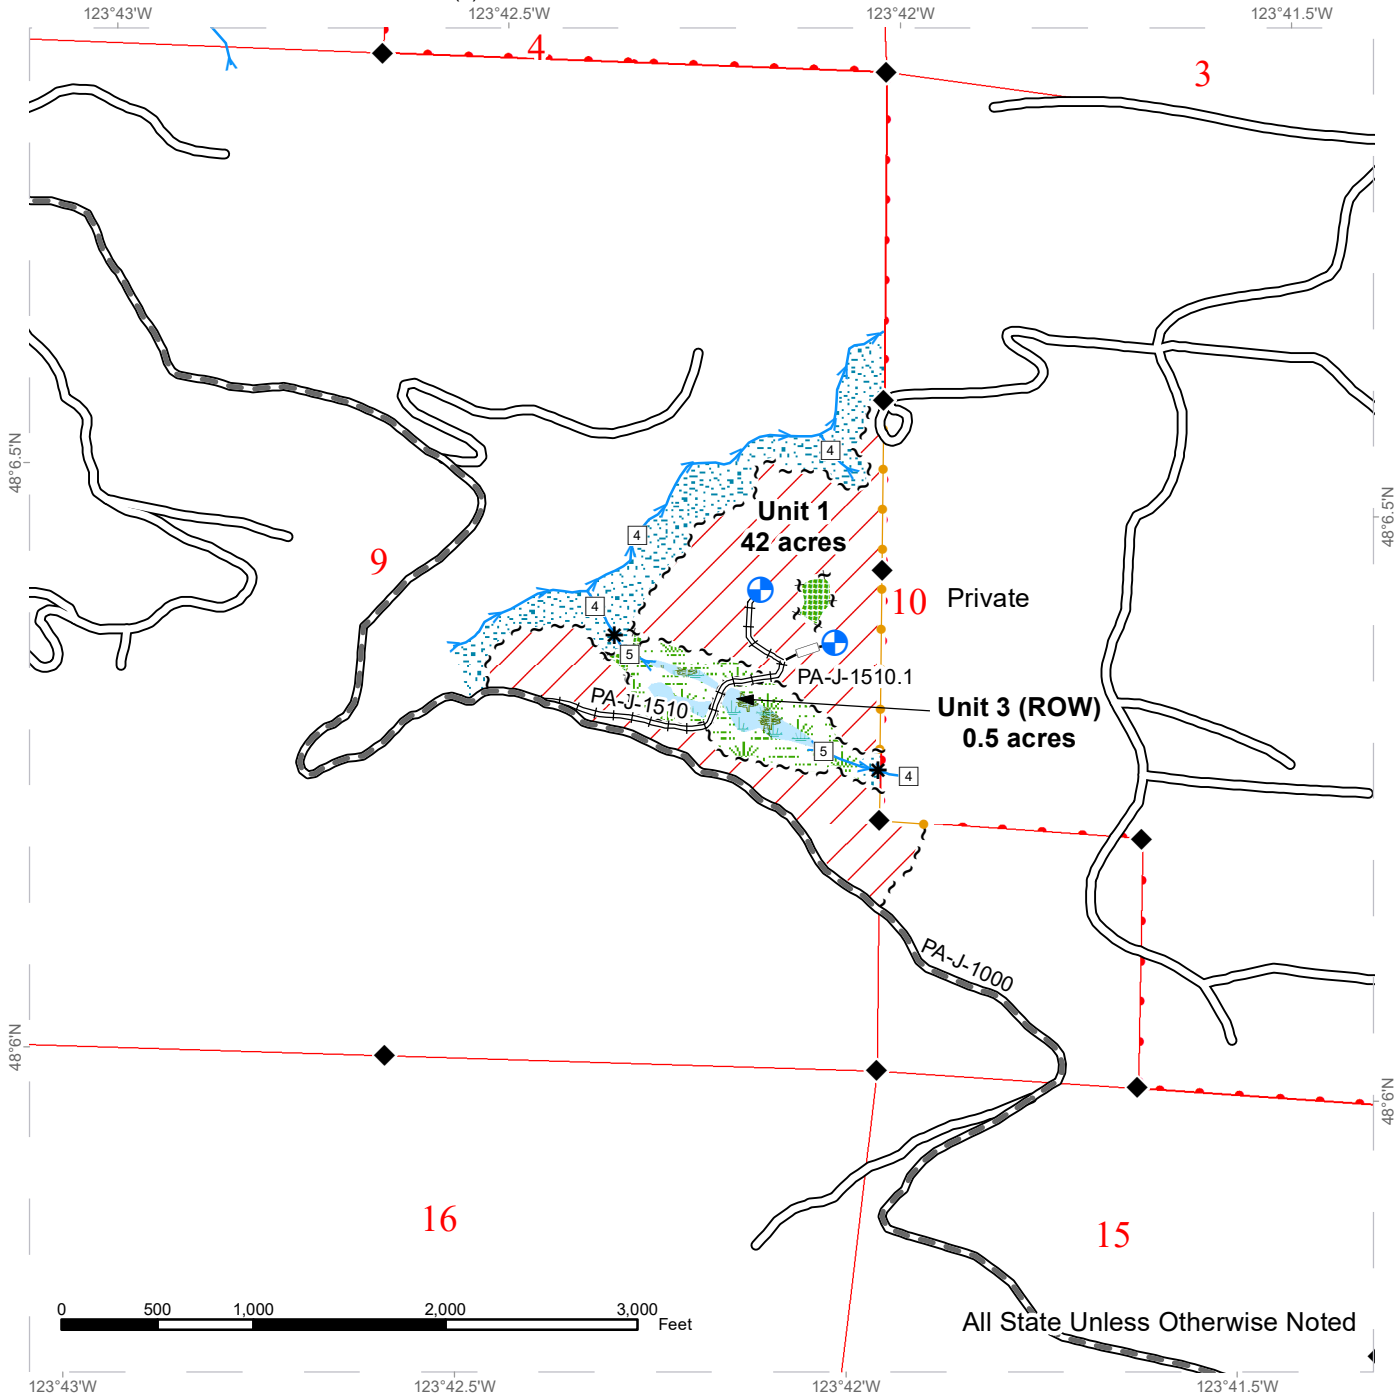 123°43'W
123°42.5'W
123°42'W
123°41.5'W
4
3
48°6.5'N
48°6.5'N
4
4
Unit 1
42 acres
9
10
Private
4
5
PA-J-1510.1
PA-J-1510
Unit 3 (ROW)
0.5 acres
5
4
PA-J-1000
48°6'N
48°6'N
16
15
0
500
1,000
2,000
3,000
Feet
All State Unless Otherwise Noted
123°43'W
123°42.5'W
123°42'W
123°41.5'W